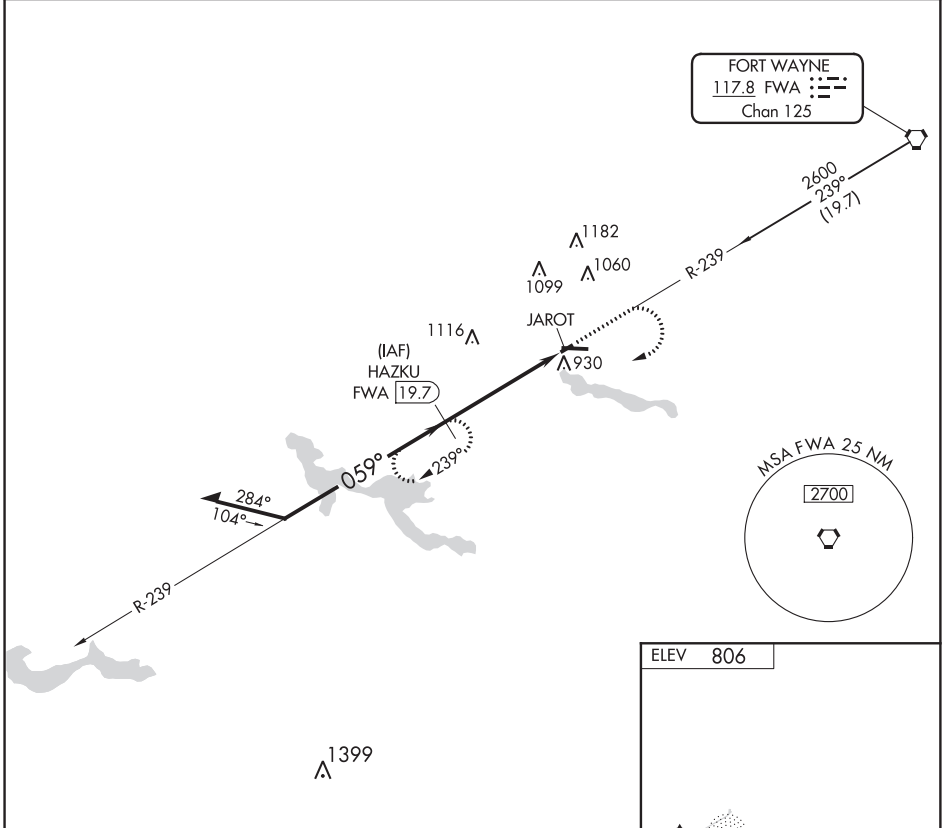 FORT WAYNE
117.8 FWA
Chan 125
2600
239°
(19.7)
R-239
1182
1060
1099
JAROT
1116
930
(IAF)
HAZKU
FWA 19.7
239°
059°
284°
104°
R-239
MSA FWA 25 NM
2700
ELEV 806
1399